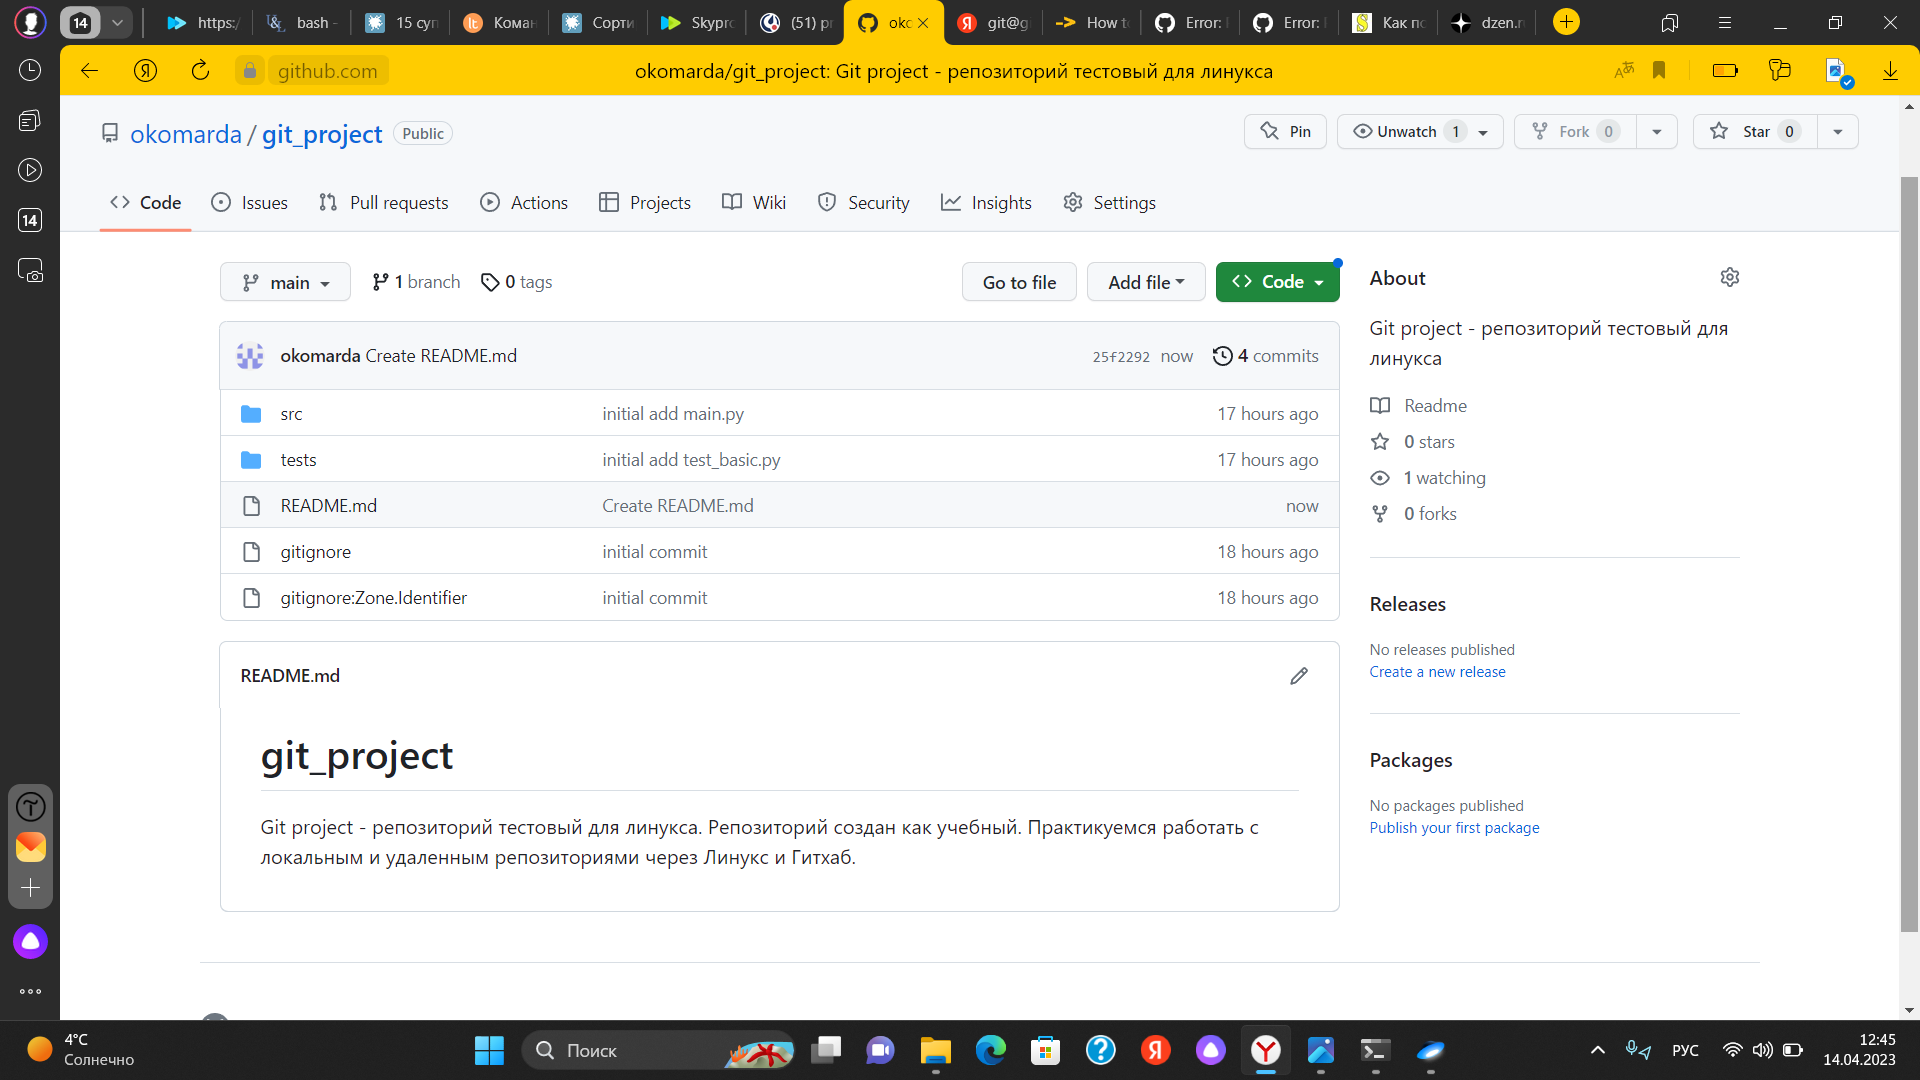 14
https:/
bash -
15 суп
Коман
Сорти
Skypro
(51) pr
oko
git@g
How to
Error:
Error:
Как по
dzen.r
github.com
okomarda/git_project: Git project - репозиторий тестовый для линукса
14
okomarda / git_project Public
Pin
Unwatch 1
Fork 0
Star 0
Code
Issues
Pull requests
Actions
Projects
Wiki
Security
Insights
Settings
main
1 branch
0 tags
Go to file
Add file
Code
okomarda Create README.md
25f2292 now
4 commits
src initial add main.py 17 hours ago
tests initial add test_basic.py 17 hours ago
README.md Create README.md now
gitignore initial commit 18 hours ago
gitignore:Zone.Identifier initial commit 18 hours ago
README.md
git_project
Git project - репозиторий тестовый для линукса. Репозиторий создан как учебный. Практикуемся работать с
локальным и удаленным репозиториями через Линукс и Гитхаб.
About
Git project - репозиторий тестовый для
линукса
Readme
0 stars
1 watching
0 forks
Releases
No releases published
Create a new release
Packages
No packages published
Publish your first package
4°C
Солнечно
Поиск
РУС
12:45
14.04.2023